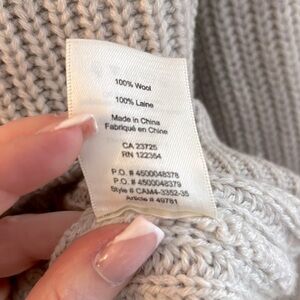 100% Wool
100% Laine
Made in China
Fabriqué en Chine
CA 23725
RN 122354
P.O. # 4500048378
P.O. # 4500048379
Style # CAM4-3352-35
Article # 49781